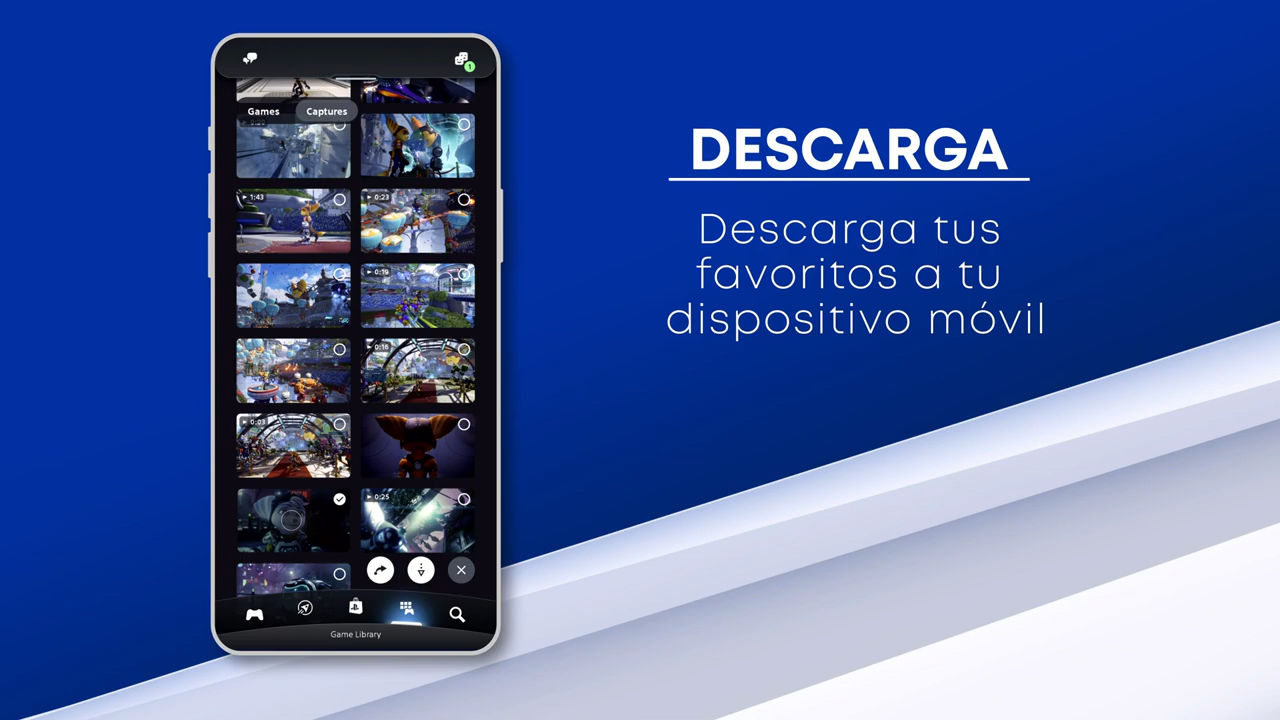 1
Games
Captures
1:43
0:23
0:19
0:16
0:03
0:25
Game Library
DESCARGA
Descarga tus
favoritos a tu
dispositivo móvil